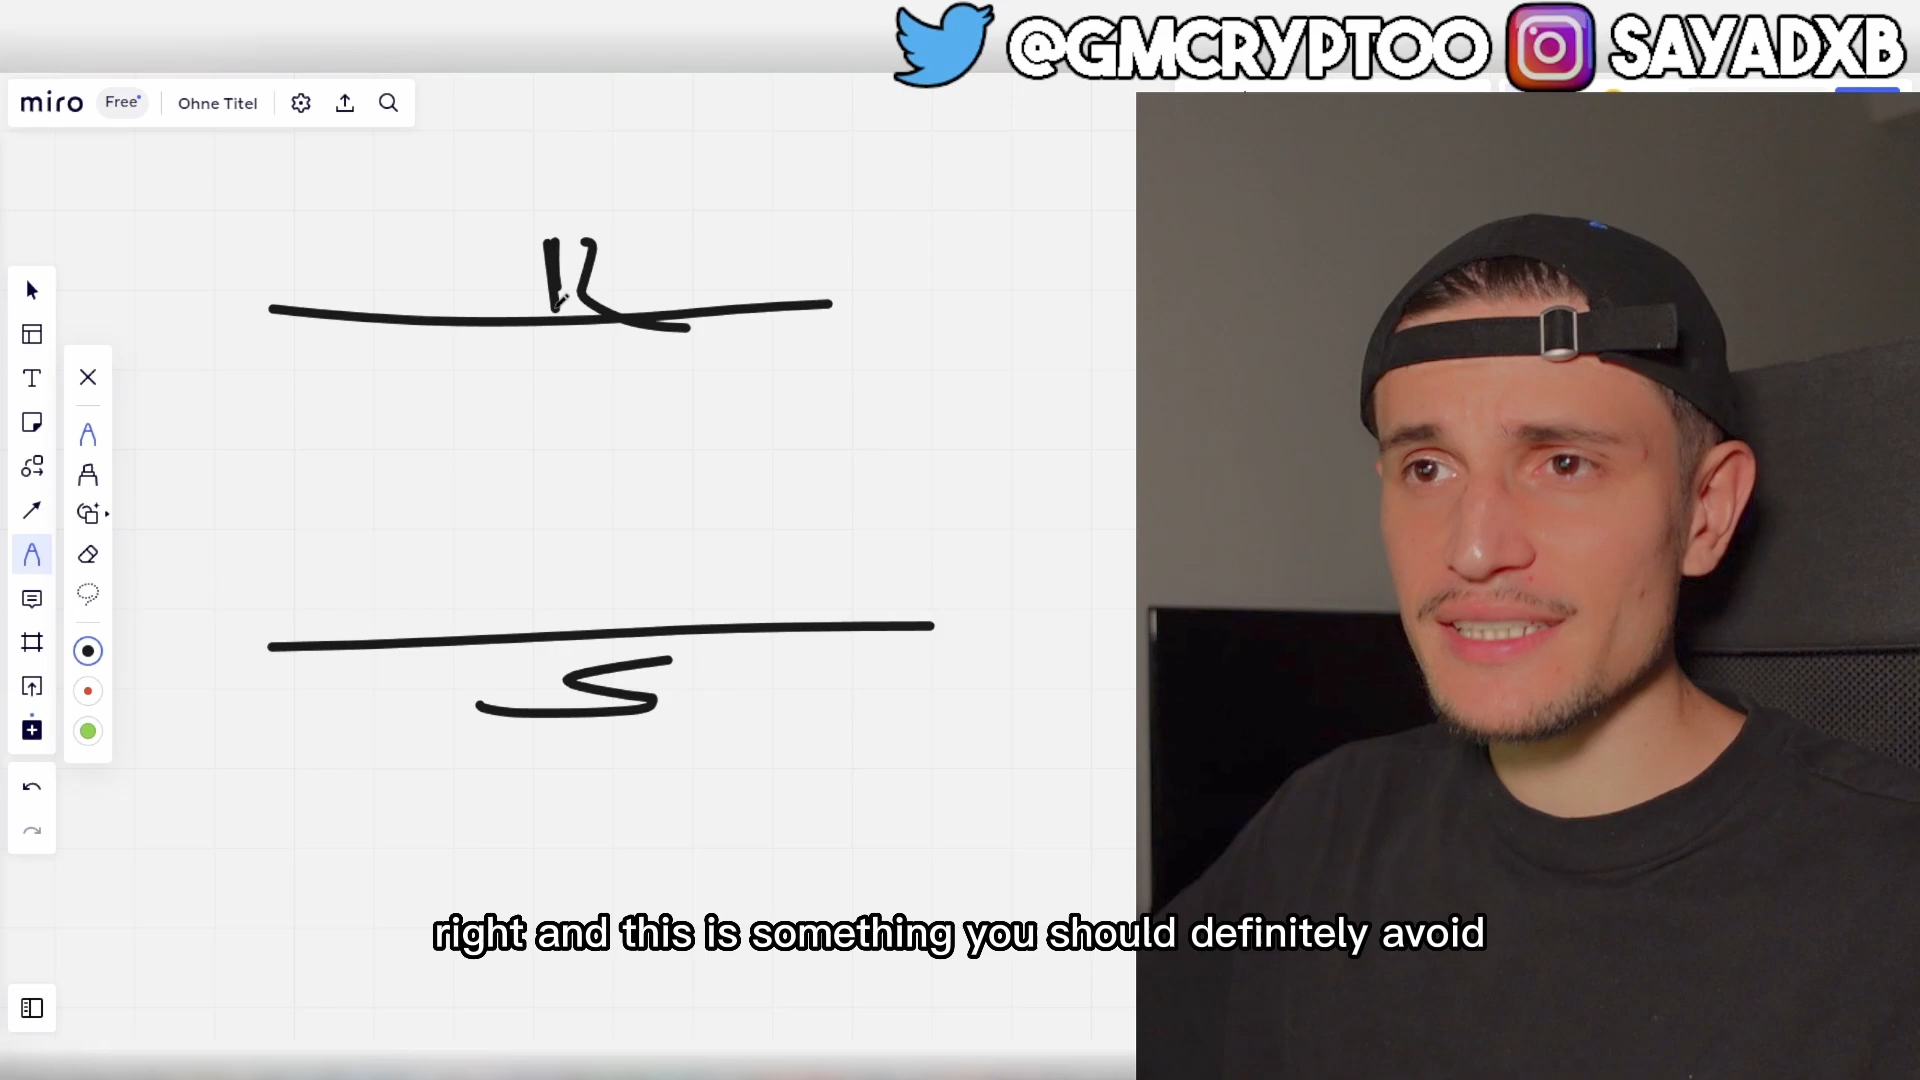 @GMCRYPTOO SAYADXB
miro Free Ohne Titel
R
S
right and this is something you should definitely avoid